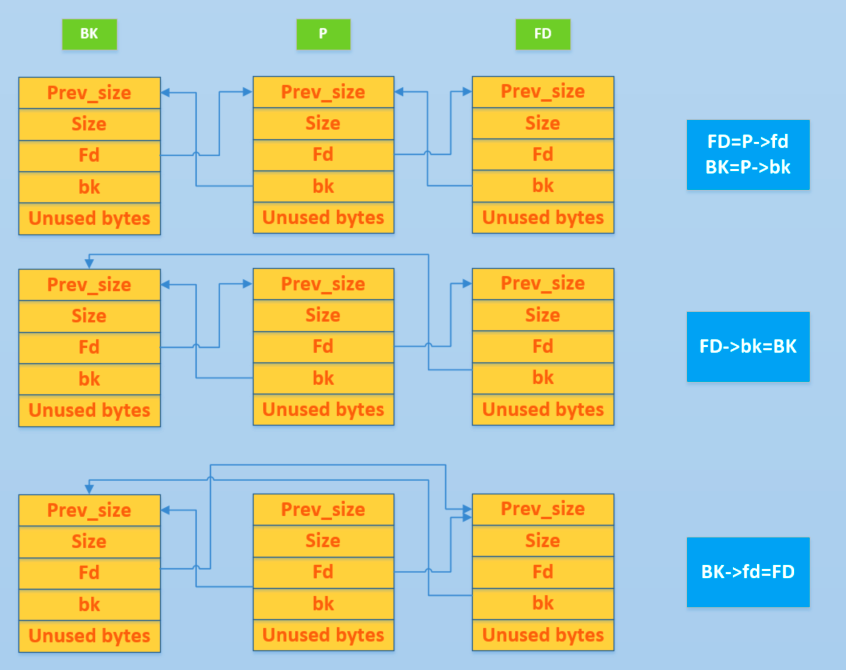 BK
P
FD
Prev_size
Size
Fd
bk
Unused bytes
Prev_size
Size
Fd
bk
Unused bytes
Prev_size
Size
Fd
bk
Unused bytes
FD=P->fd
BK=P->bk
Prev_size
Size
Fd
bk
Unused bytes
Prev_size
Size
Fd
bk
Unused bytes
Prev_size
Size
Fd
bk
Unused bytes
FD->bk=BK
Prev_size
Size
Fd
bk
Unused bytes
Prev_size
Size
Fd
bk
Unused bytes
Prev_size
Size
Fd
bk
Unused bytes
BK->fd=FD